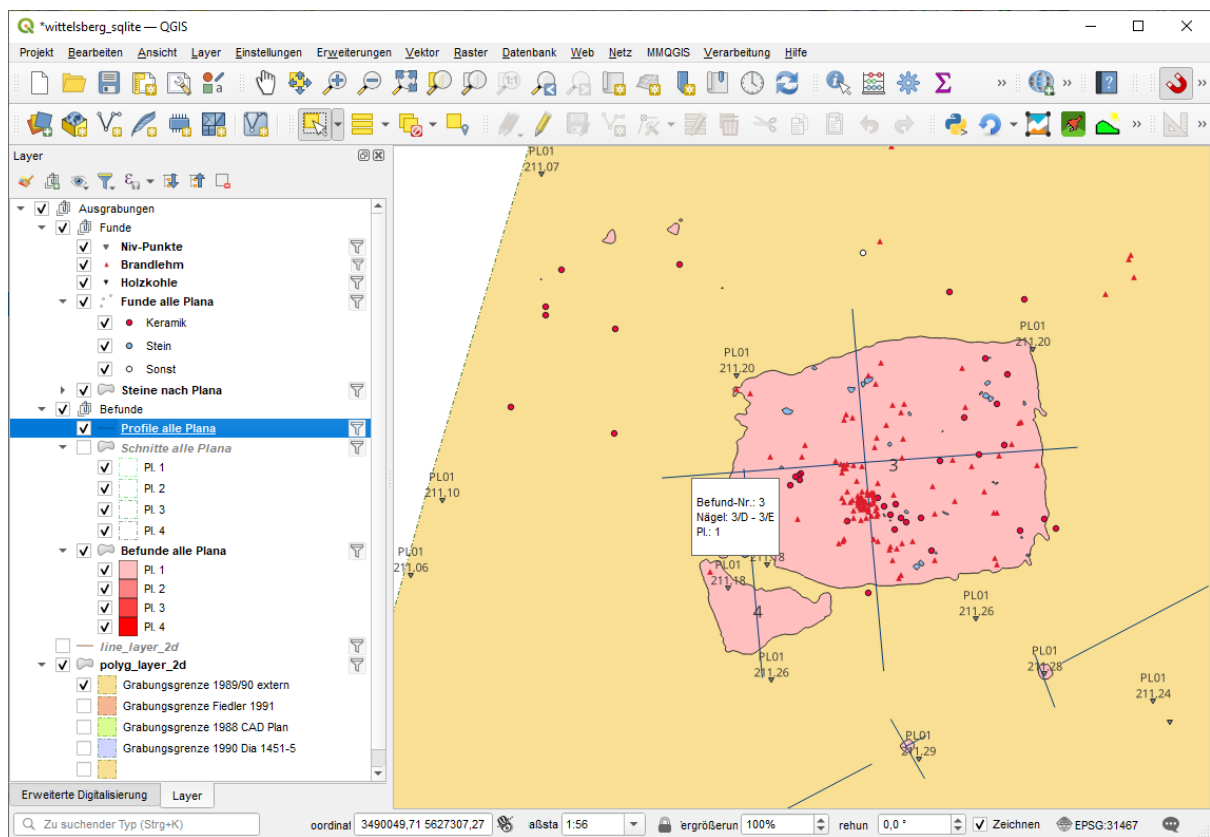 *wittelsberg_sqlite — QGIS
Projekt Bearbeiten Ansicht Layer Einstellungen Erweiterungen Vektor Raster Datenbank Web Netz MMQGIS Verarbeitung Hilfe
Layer
Ausgrabungen
Funde
Niv-Punkte
Brandlehm
Holzkohle
Funde alle Plana
Keramik
Stein
Sonst
Steine nach Plana
Befunde
Profile alle Plana
Schnitte alle Plana
Pl. 1
Pl. 2
Pl. 3
Pl. 4
Befunde alle Plana
Pl. 1
Pl. 2
Pl. 3
Pl. 4
line_layer_2d
polyg_layer_2d
Grabungsgrenze 1989/90 extern
Grabungsgrenze Fiedler 1991
Grabungsgrenze 1988 CAD Plan
Grabungsgrenze 1990 Dia 1451-5
Erweiterte Digitalisierung Layer
PL01
211.07
PL01
211.20
PL01
211.20
3
PL01
211.10
Befund-Nr.: 3
Nägel: 3/D - 3/E
Pl.: 1
PL01
211.06
PL01
211.18
4
PL01
211.26
PL01
211.26
PL01
211.28
PL01
211.24
PL01
211.29
Zu suchender Typ (Strg+K) oordinat 3490049,71 5627307,27 aßsta 1:56 ergrößerun 100% rehun 0,0 ° Zeichnen EPSG:31467